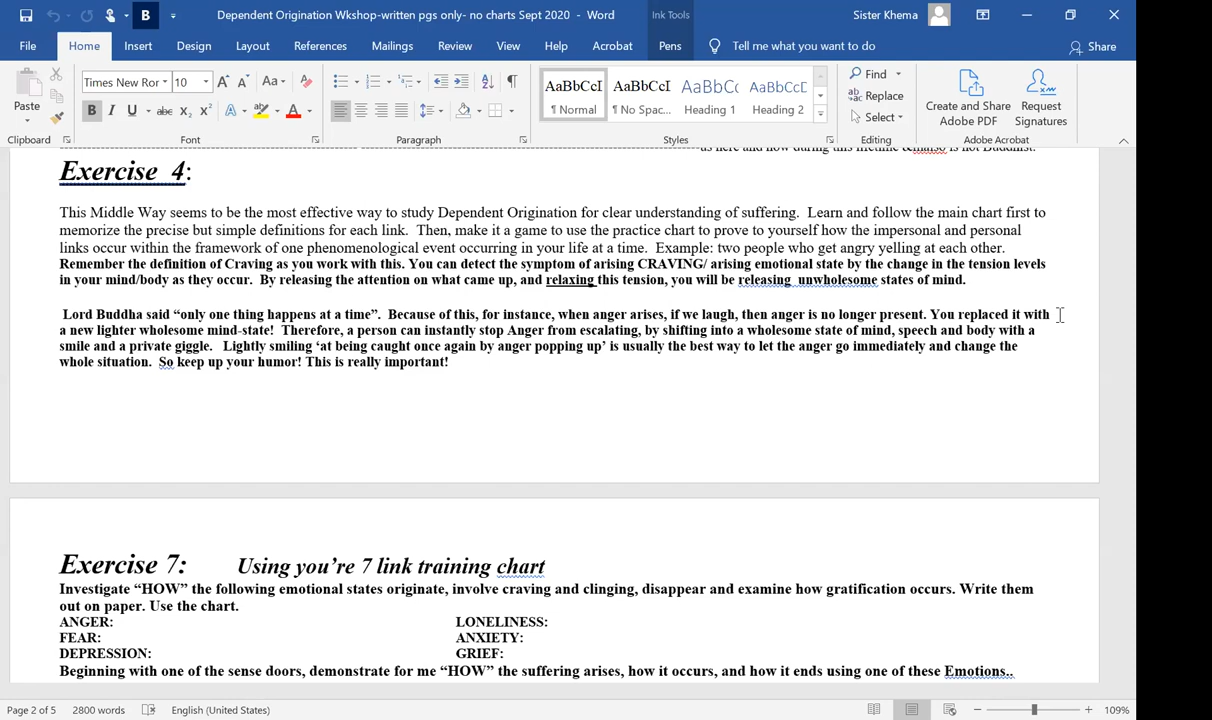 Dependent Origination Wkshop-written pgs only- no charts Sept 2020 - Word
Ink Tools
Sister Khema
File Home Insert Design Layout References Mailings Review View Help Acrobat Pens Tell me what you want to do Share
Times New Ror 10
Paste
AaBbCcI AaBbCcI AaBbCc AaBbCcD
¶ Normal ¶ No Spac... Heading 1 Heading 2
Find
Replace
Select
Create and Share Adobe PDF
Request Signatures
Clipboard Font Paragraph Styles Editing Adobe Acrobat
as here and now during this lifetime &maiso is not Buddhist.
Exercise 4:
This Middle Way seems to be the most effective way to study Dependent Origination for clear understanding of suffering. Learn and follow the main chart first to
memorize the precise but simple definitions for each link. Then, make it a game to use the practice chart to prove to yourself how the impersonal and personal
links occur within the framework of one phenomenological event occurring in your life at a time. Example: two people who get angry yelling at each other.
Remember the definition of Craving as you work with this. You can detect the symptom of arising CRAVING/ arising emotional state by the change in the tension levels
in your mind/body as they occur. By releasing the attention on what came up, and relaxing this tension, you will be releasing unwholesome states of mind.
Lord Buddha said “only one thing happens at a time”. Because of this, for instance, when anger arises, if we laugh, then anger is no longer present. You replaced it with
a new lighter wholesome mind-state! Therefore, a person can instantly stop Anger from escalating, by shifting into a wholesome state of mind, speech and body with a
smile and a private giggle. Lightly smiling ‘at being caught once again by anger popping up’ is usually the best way to let the anger go immediately and change the
whole situation. So keep up your humor! This is really important!
Exercise 7: Using you’re 7 link training chart
Investigate “HOW” the following emotional states originate, involve craving and clinging, disappear and examine how gratification occurs. Write them
out on paper. Use the chart.
ANGER: LONELINESS:
FEAR: ANXIETY:
DEPRESSION: GRIEF:
Beginning with one of the sense doors, demonstrate for me “HOW” the suffering arises, how it occurs, and how it ends using one of these Emotions..
Page 2 of 5 2800 words English (United States) 109%